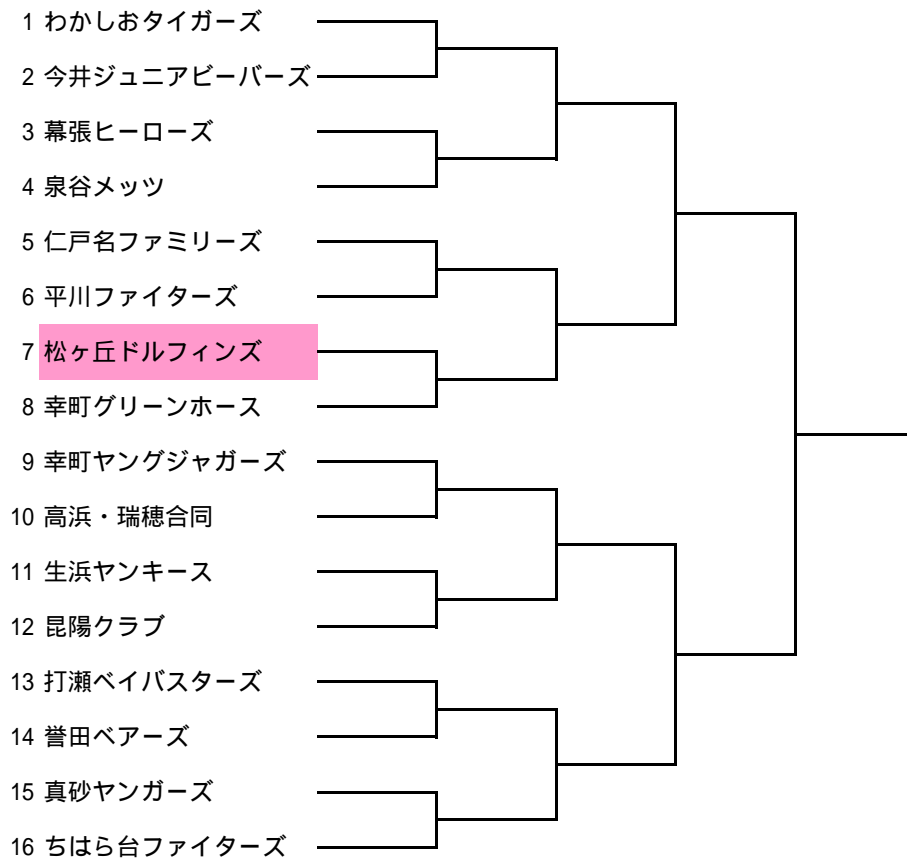 1 わかしおタイガーズ
2 今井ジュニアビーバーズ
3 幕張ヒーローズ
4 泉谷メッツ
5 仁戸名ファミリーズ
6 平川ファイターズ
7 松ヶ丘ドルフィンズ
8 幸町グリーンホース
9 幸町ヤングジャガーズ
10 高浜・瑞穂合同
11 生浜ヤンキース
12 昆陽クラブ
13 打瀬ベイバスターズ
14 誉田ベアーズ
15 真砂ヤンガーズ
16 ちはら台ファイターズ